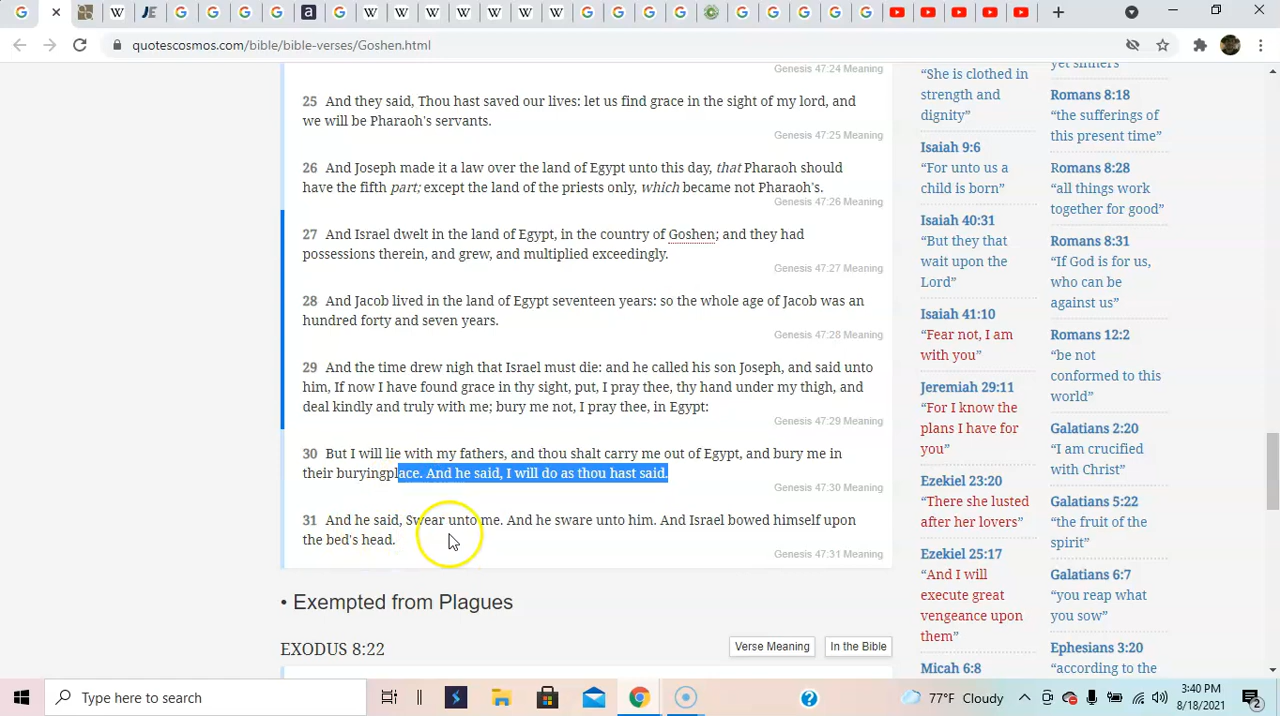 quotescosmos.com/bible/bible-verses/Goshen.html
Genesis 47:24 Meaning
25 And they said, Thou hast saved our lives: let us find grace in the sight of my lord, and
we will be Pharaoh's servants.
Genesis 47:25 Meaning
26 And Joseph made it a law over the land of Egypt unto this day, that Pharaoh should
have the fifth part; except the land of the priests only, which became not Pharaoh's.
Genesis 47:26 Meaning
27 And Israel dwelt in the land of Egypt, in the country of Goshen; and they had
possessions therein, and grew, and multiplied exceedingly.
Genesis 47:27 Meaning
28 And Jacob lived in the land of Egypt seventeen years: so the whole age of Jacob was an
hundred forty and seven years.
Genesis 47:28 Meaning
29 And the time drew nigh that Israel must die: and he called his son Joseph, and said unto
him, If now I have found grace in thy sight, put, I pray thee, thy hand under my thigh, and
deal kindly and truly with me; bury me not, I pray thee, in Egypt:
Genesis 47:29 Meaning
30 But I will lie with my fathers, and thou shalt carry me out of Egypt, and bury me in
their buryingplace. And he said, I will do as thou hast said.
Genesis 47:30 Meaning
31 And he said, Swear unto me. And he sware unto him. And Israel bowed himself upon
the bed's head.
Genesis 47:31 Meaning
• Exempted from Plagues
EXODUS 8:22
Verse Meaning
In the Bible
“She is clothed in
strength and
dignity”
Isaiah 9:6
“For unto us a
child is born”
Isaiah 40:31
“But they that
wait upon the
Lord”
Isaiah 41:10
“Fear not, I am
with you”
Jeremiah 29:11
“For I know the
plans I have for
you”
Ezekiel 23:20
“There she lusted
after her lovers”
Ezekiel 25:17
“And I will
execute great
vengeance upon
them”
Micah 6:8
yet sinners”
Romans 8:18
“the sufferings of
this present time”
Romans 8:28
“all things work
together for good”
Romans 8:31
“If God is for us,
who can be
against us”
Romans 12:2
“be not
conformed to this
world”
Galatians 2:20
“I am crucified
with Christ”
Galatians 5:22
“the fruit of the
spirit”
Galatians 6:7
“you reap what
you sow”
Ephesians 3:20
“according to the
Type here to search
77°F Cloudy
3:40 PM
8/18/2021
2